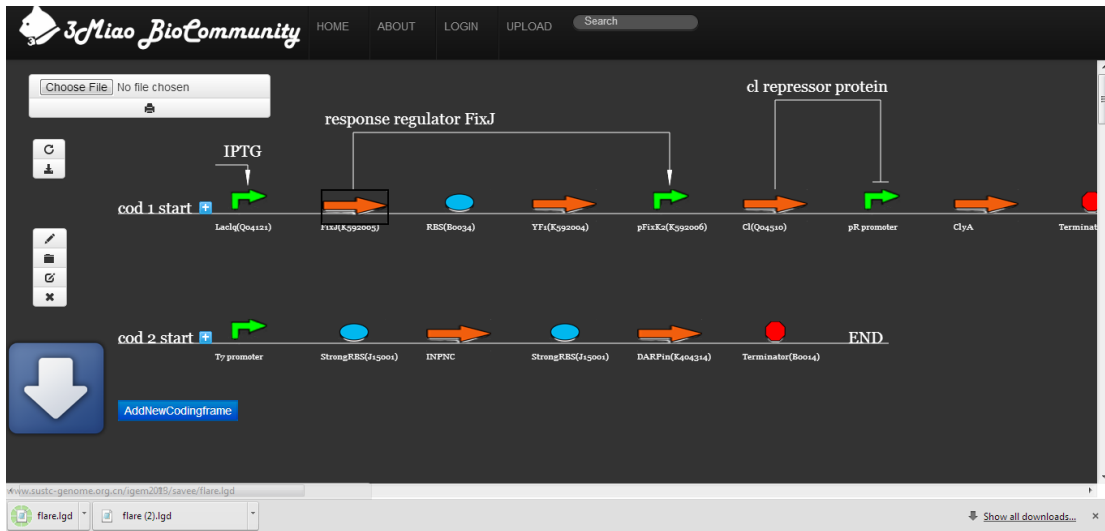 3Miao BioCommunity
HOME ABOUT LOGIN UPLOAD Search
Choose File No file chosen
cI repressor protein
response regulator FixJ
IPTG
cod 1 start
LacIq(Q04121) FixJ(K592005) RBS(B0034) YF1(K592004) pFixK2(K592006) CI(Q04510) pR promoter ClyA Terminat
cod 2 start END
T7 promoter StrongRBS(J15001) INPNC StrongRBS(J15001) DARPin(K404314) Terminator(B0014)
AddNewCodingframe
www.sustc-genome.org.cn/igem2013/savee/flare.lgd
flare.lgd flare (2).lgd Show all downloads...